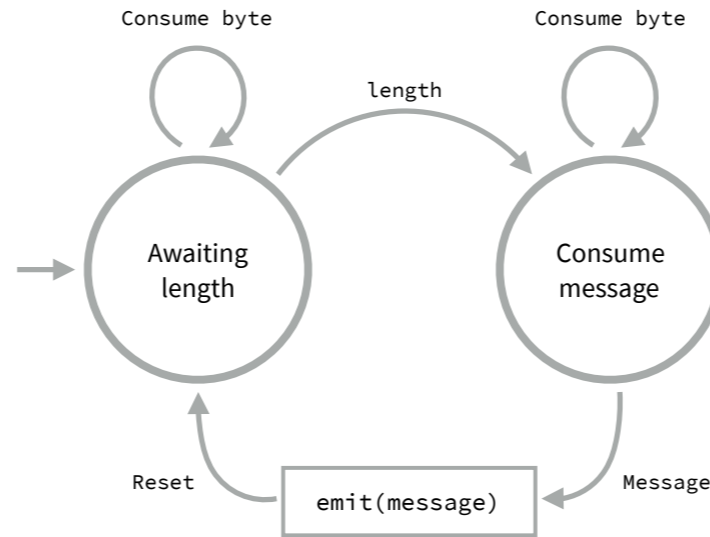 Consume byte
Consume byte
length
Awaiting
length
Consume
message
Reset
emit(message)
Message